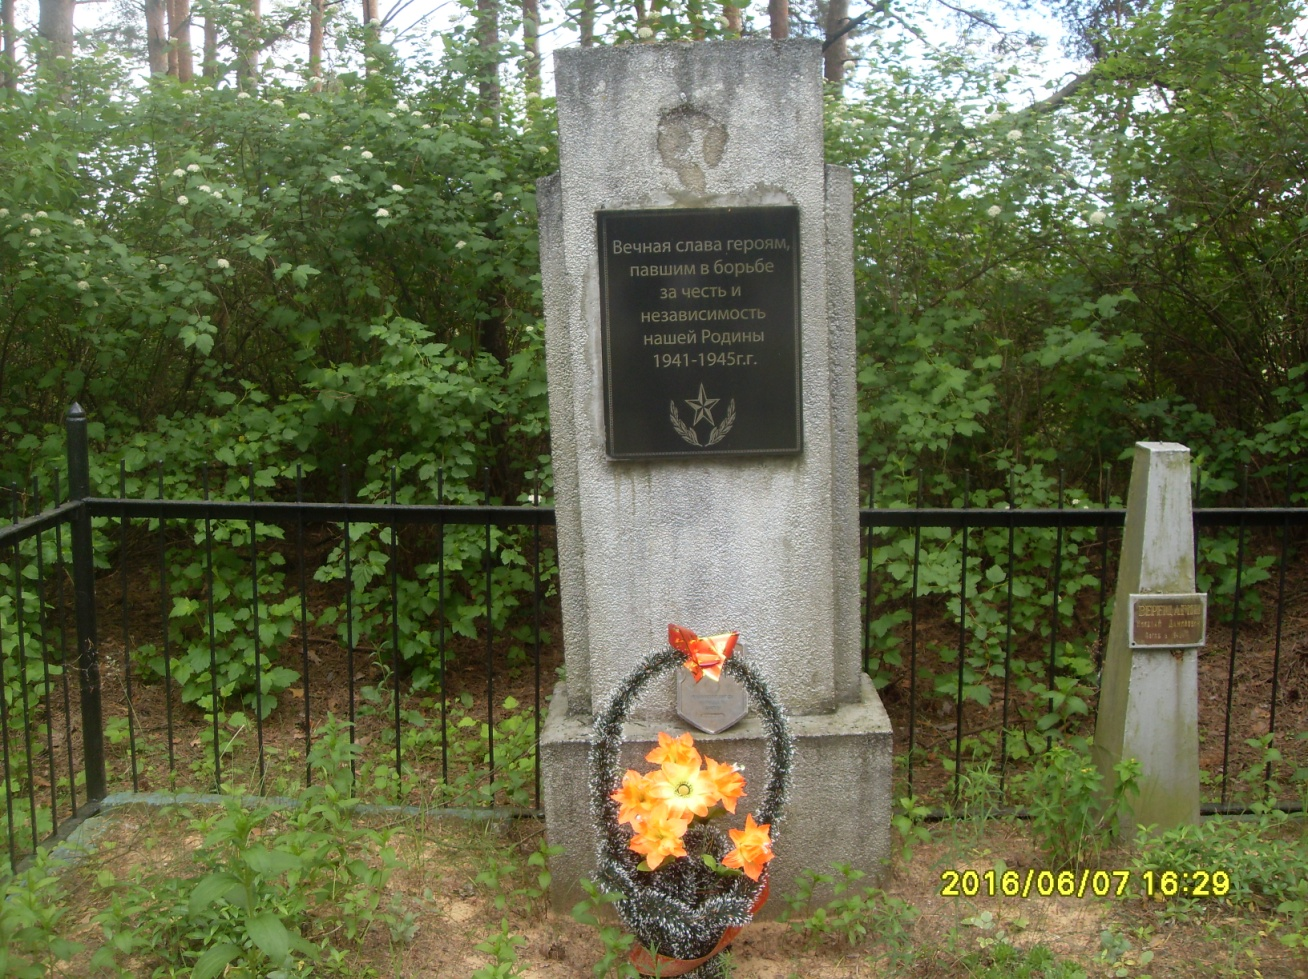 Вечная слава героям,
павшим в борьбе
за честь и
независимость
нашей Родины
1941-1945г.г.
2016/06/07 16:29